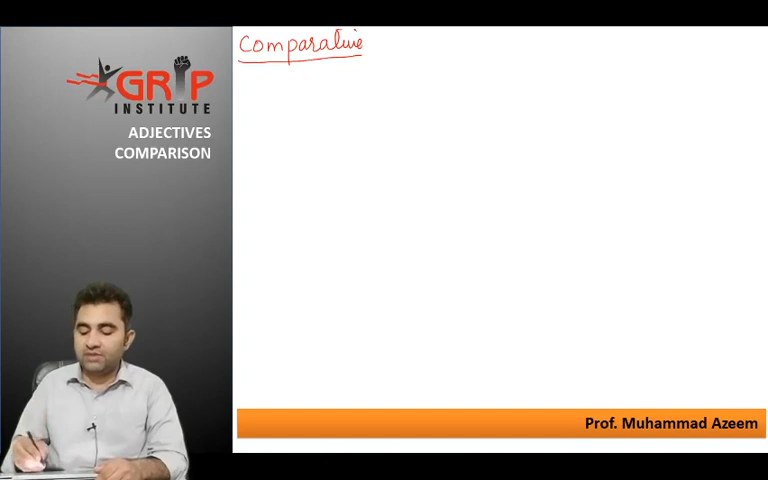 GRIP
INSTITUTE
ADJECTIVES
COMPARISON
Comparative
Prof. Muhammad Azeem